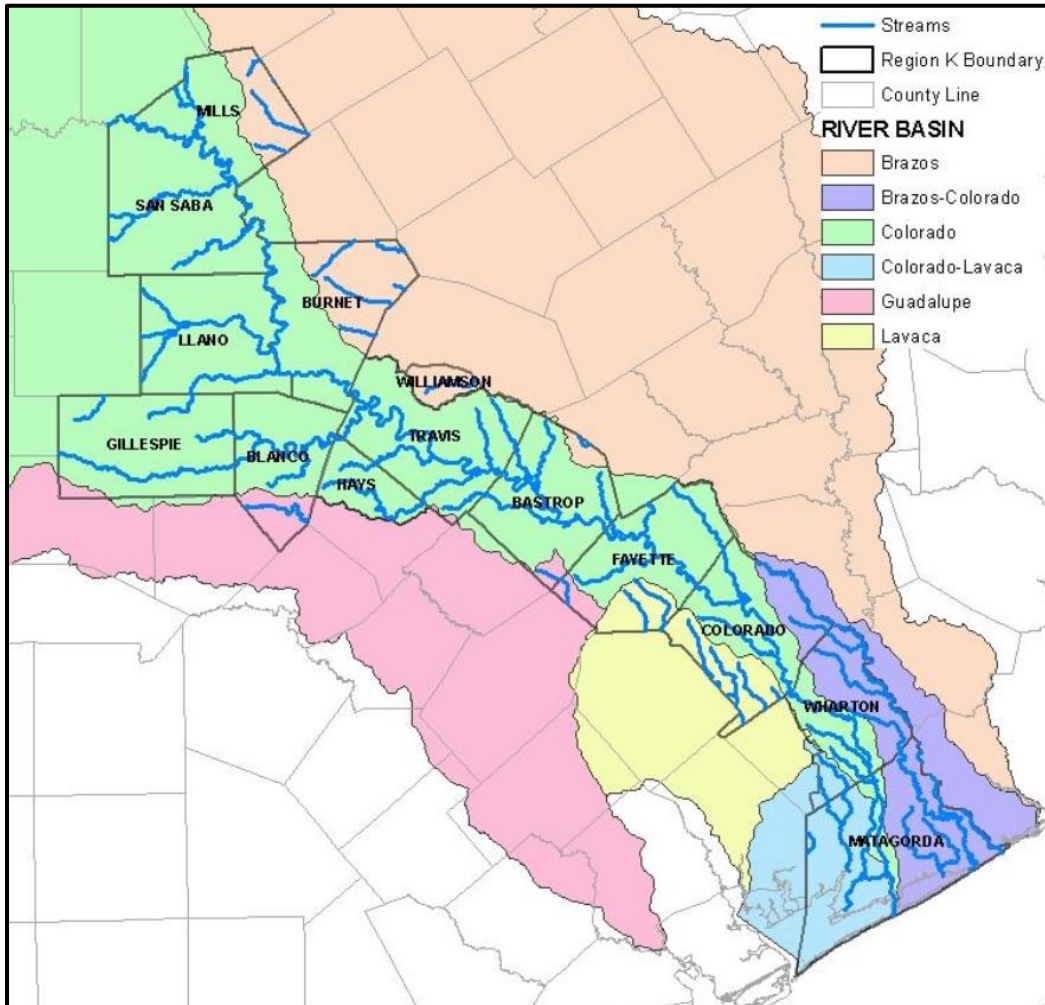 Streams
Region K Boundary
County Line
RIVER BASIN
Brazos
Brazos-Colorado
Colorado
Colorado-Lavaca
Guadalupe
Lavaca
MILLS
SAN SABA
BURNET
LLANO
WILLIAMSON
GILLESPIE
TRAVIS
BLANCO
HAYS
BASTROP
FAYETTE
COLORADO
WHARTON
MATAGORDA